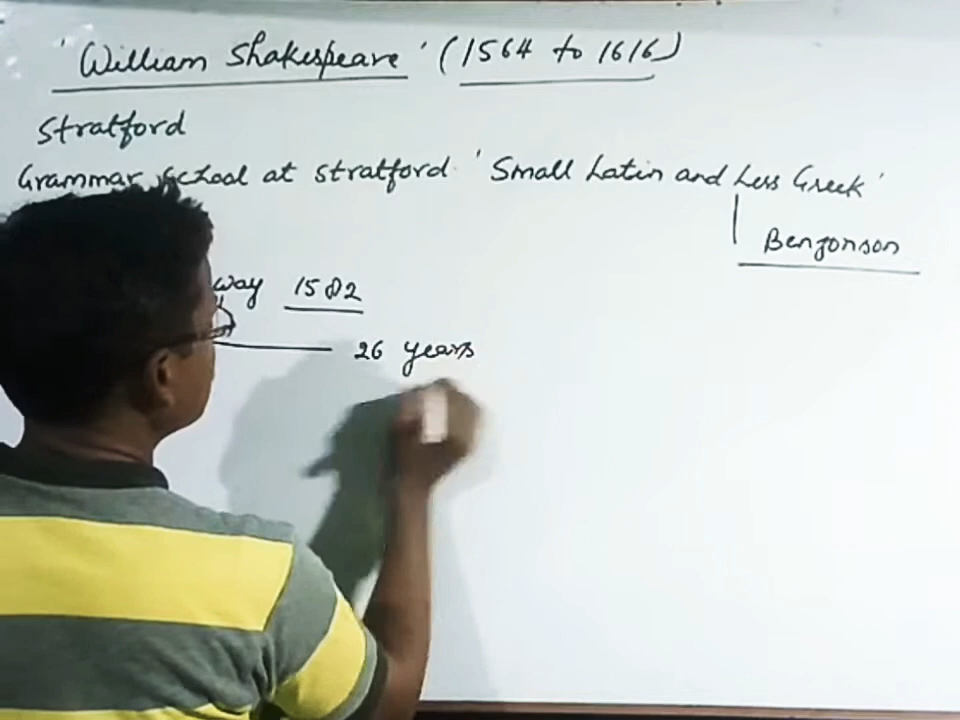 'William Shakespeare' (1564 to 1616)
Stratford
Grammar School at Stratford 'Small Latin and Less Greek'
Benjonson
way 1582
26 years